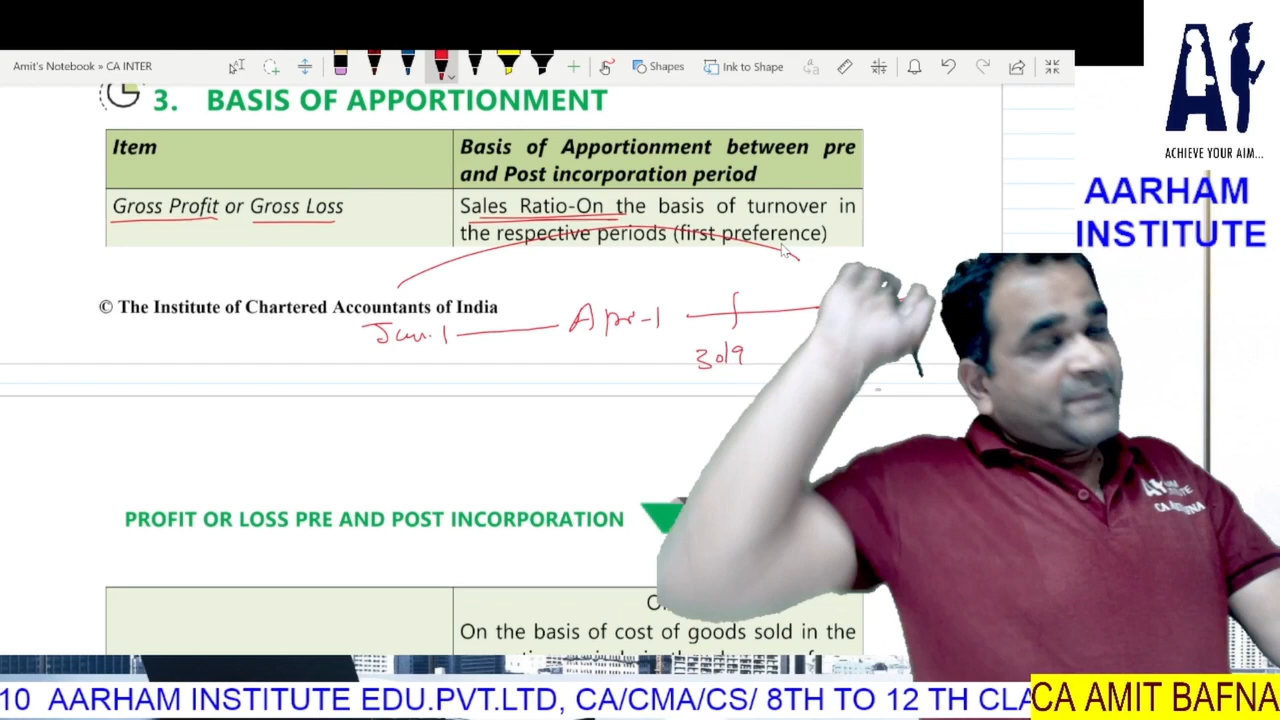 Amit's Notebook » CA INTER
Shapes
Ink to Shape
3. BASIS OF APPORTIONMENT
Item
Basis of Apportionment between pre and Post incorporation period
Gross Profit or Gross Loss
Sales Ratio-On the basis of turnover in the respective periods (first preference)
© The Institute of Chartered Accountants of India
Jan.1 Apr-1
30/9
PROFIT OR LOSS PRE AND POST INCORPORATION
On the basis of cost of goods sold in the
AI
ACHIEVE YOUR AIM...
AARHAM
INSTITUTE
CA
10 AARHAM INSTITUTE EDU.PVT.LTD, CA/CMA/CS/ 8TH TO 12 TH CLA
CA AMIT BAFNA